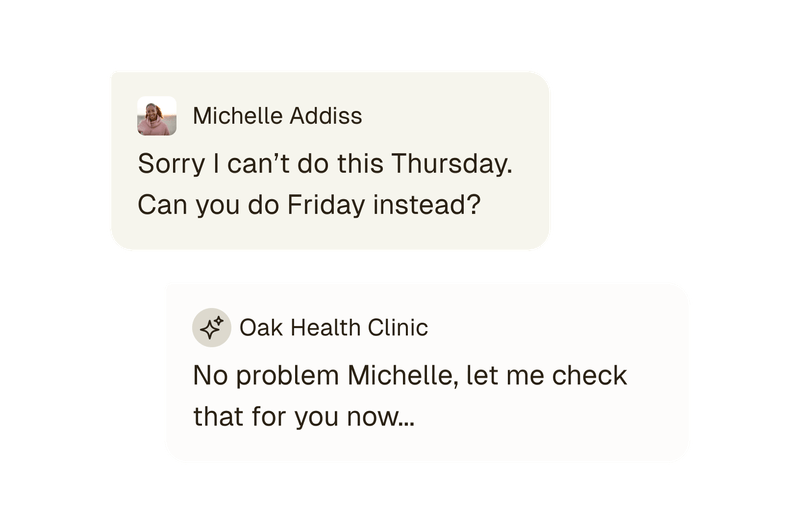 Michelle Addiss
Sorry I can’t do this Thursday.
Can you do Friday instead?
Oak Health Clinic
No problem Michelle, let me check
that for you now...